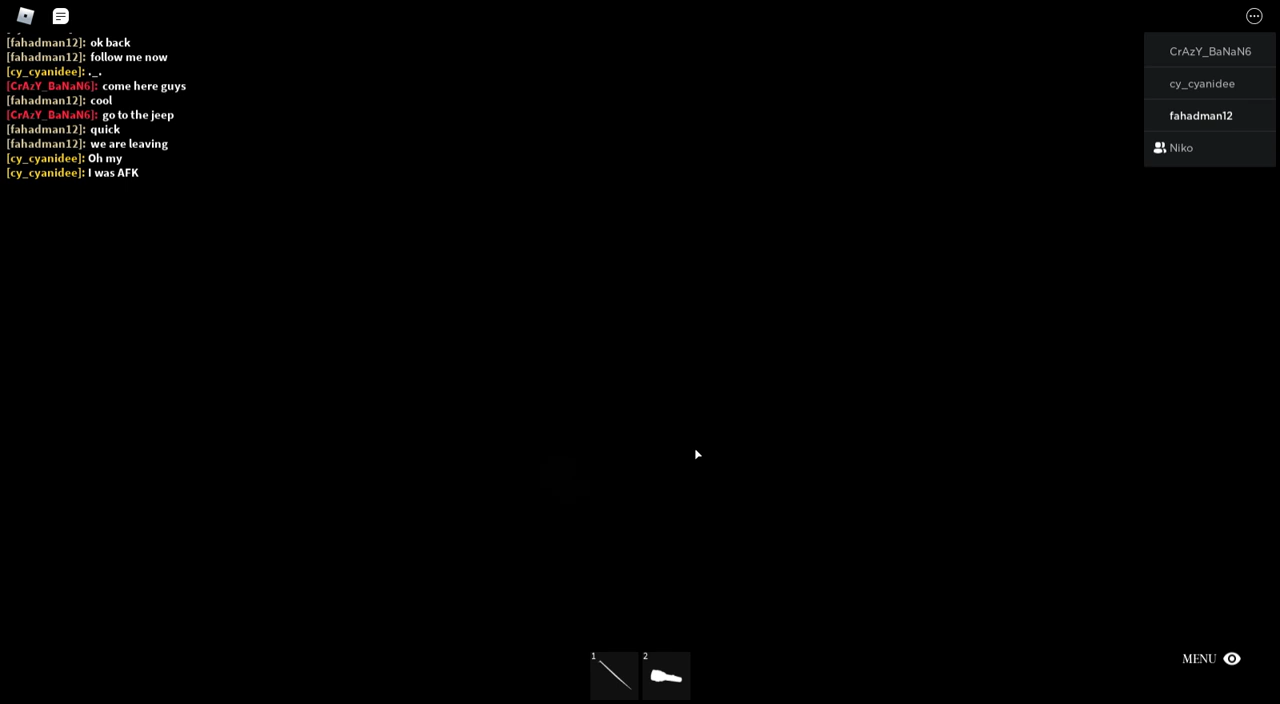 [fahadman12]: ok back
[fahadman12]: follow me now
[cy_cyanidee]: ._.
[CrAzY_BaNaN6]: come here guys
[fahadman12]: cool
[CrAzY_BaNaN6]: go to the jeep
[fahadman12]: quick
[fahadman12]: we are leaving
[cy_cyanidee]: Oh my
[cy_cyanidee]: I was AFK
CrAzY_BaNaN6
cy_cyanidee
fahadman12
Niko
1
2
MENU